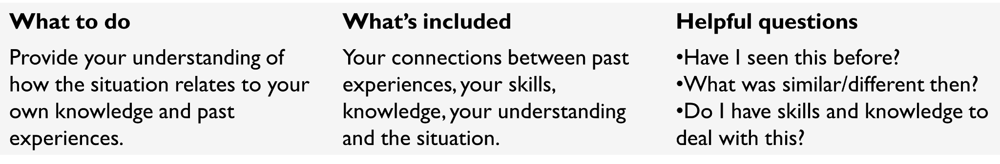 What to do
Provide your understanding of
how the situation relates to your
own knowledge and past
experiences.
What’s included
Your connections between past
experiences, your skills,
knowledge, your understanding
and the situation.
Helpful questions
•Have I seen this before?
•What was similar/different then?
•Do I have skills and knowledge to
deal with this?